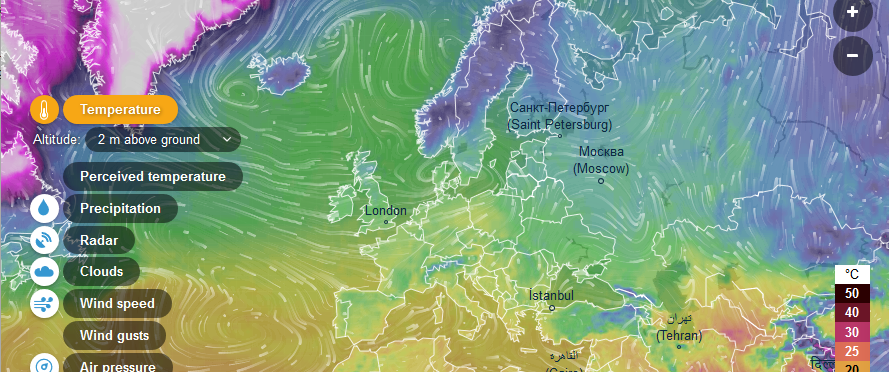 Temperature
Altitude: 2 m above ground
Perceived temperature
Precipitation
Radar
Clouds
Wind speed
Wind gusts
Air pressure
Санкт-Петербург
(Saint Petersburg)
Москва
(Moscow)
London
İstanbul
تهران
(Tehran)
القاهرة
(Cairo)
+
−
°C
50
40
30
25
20